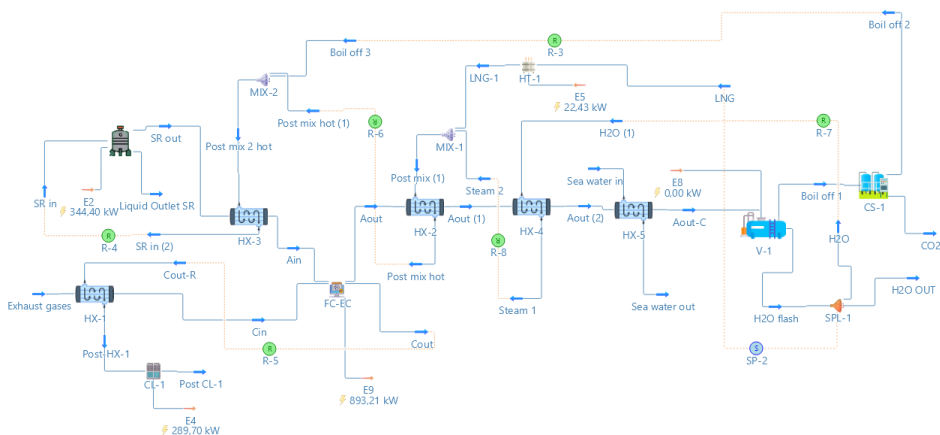 Boil off 2
R-3
Boil off 3
LNG-1
HT-1
LNG
MIX-2
E5
22,43 kW
Post mix hot (1)
R-6
H2O (1)
R-7
SR out
MIX-1
Post mix 2 hot
Post mix (1)
Steam 2
Sea water in
E8
0,00 kW
SR in
E2
344,40 kW
Liquid Outlet SR
Boil off 1
CS-1
HX-3
Aout
HX-2
Aout (1)
HX-4
Aout (2)
HX-5
Aout-C
V-1
R-4
SR in (2)
R-8
H2O
CO2
Ain
Cout-R
Post mix hot
H2O OUT
Exhaust gases
HX-1
FC-EC
Steam 1
Sea water out
H2O flash
SPL-1
Cin
Cout
Post HX-1
R-5
SP-2
CL-1
Post CL-1
E9
893,21 kW
E4
289,70 kW